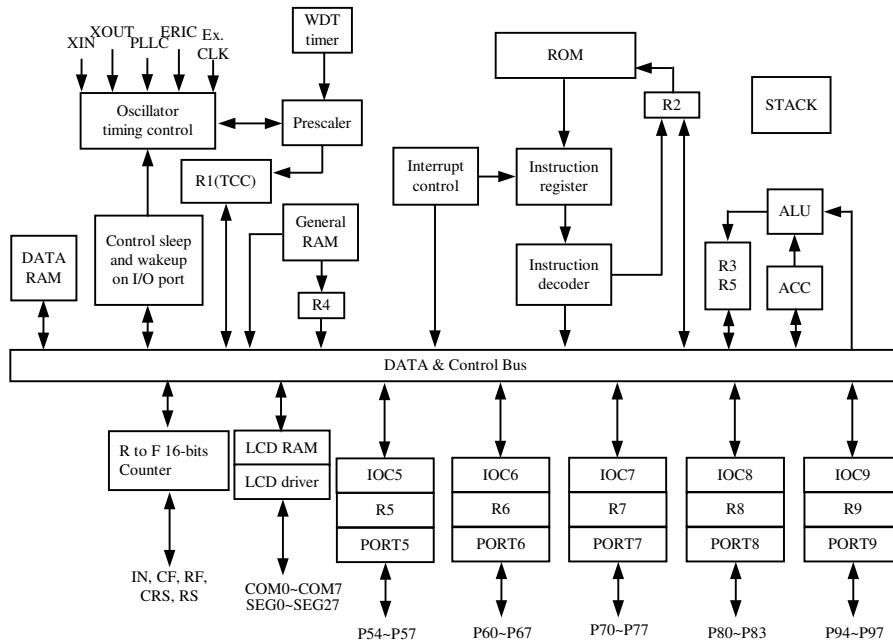 XIN
XOUT
PLLC
ERIC
Ex.
CLK
WDT
timer
ROM
R2
STACK
Oscillator
timing control
Prescaler
R1(TCC)
Interrupt
control
Instruction
register
General
RAM
ALU
DATA
RAM
Control sleep
and wakeup
on I/O port
R4
Instruction
decoder
R3
R5
ACC
DATA & Control Bus
R to F 16-bits
Counter
LCD RAM
LCD driver
IOC5
R5
PORT5
IOC6
R6
PORT6
IOC7
R7
PORT7
IOC8
R8
PORT8
IOC9
R9
PORT9
IN, CF, RF,
CRS, RS
COM0~COM7
SEG0~SEG27
P54~P57
P60~P67
P70~P77
P80~P83
P94~P97